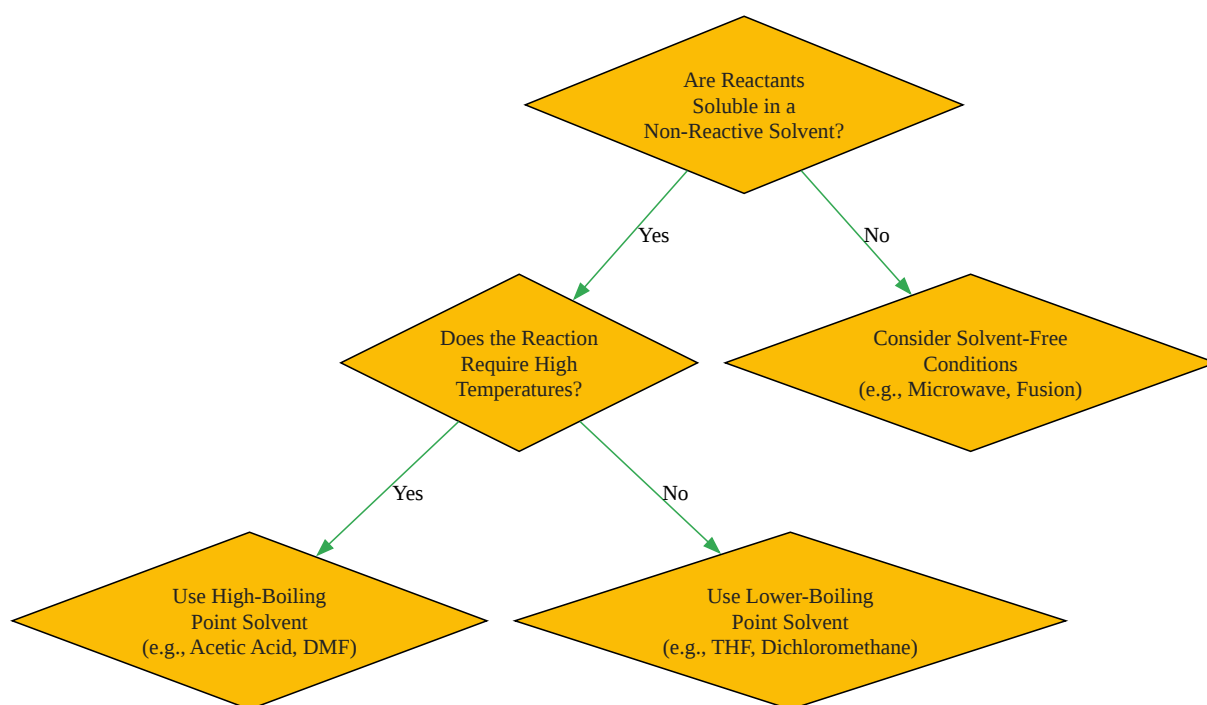 Are Reactants
Soluble in a
Non-Reactive Solvent?
Yes
No
Does the Reaction
Require High
Temperatures?
Consider Solvent-Free
Conditions
(e.g., Microwave, Fusion)
Yes
No
Use High-Boiling
Point Solvent
(e.g., Acetic Acid, DMF)
Use Lower-Boiling
Point Solvent
(e.g., THF, Dichloromethane)